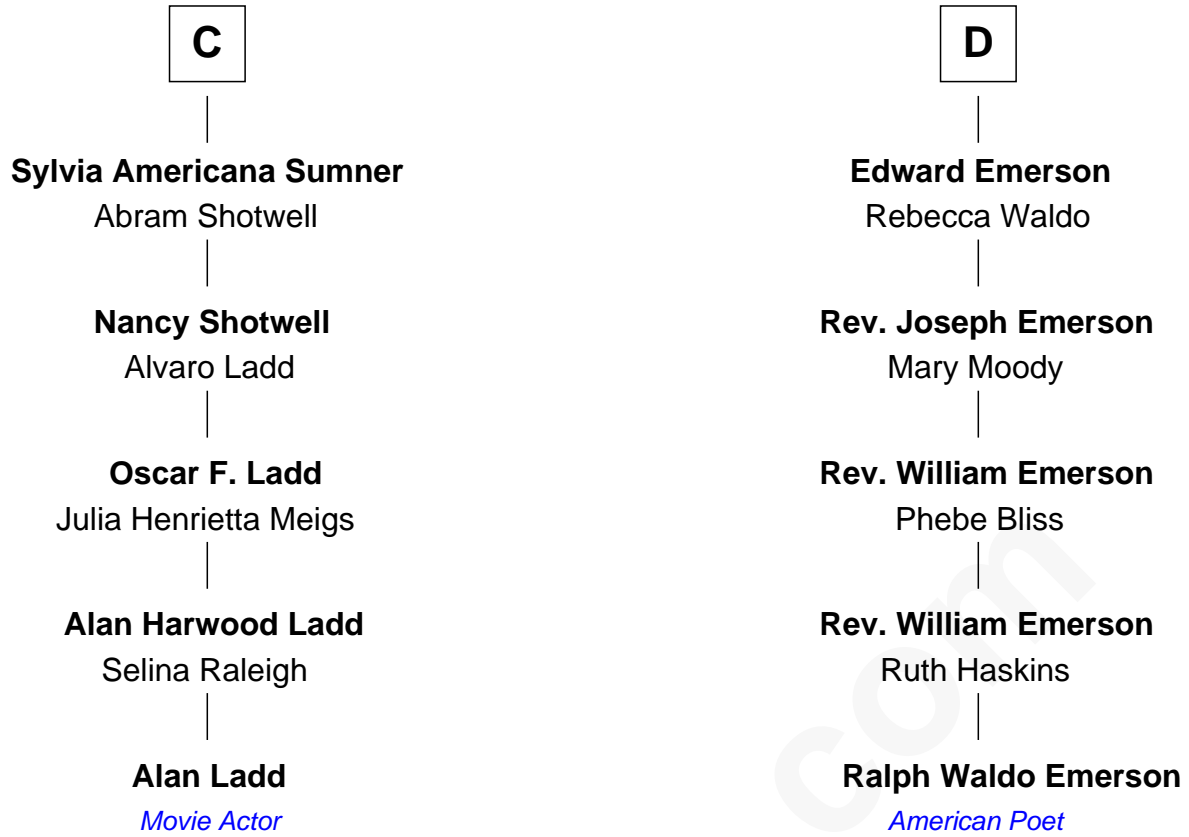 C
Sylvia Americana Sumner
Abram Shotwell
Nancy Shotwell
Alvaro Ladd
Oscar F. Ladd
Julia Henrietta Meigs
Alan Harwood Ladd
Selina Raleigh
Alan Ladd
Movie Actor
D
Edward Emerson
Rebecca Waldo
Rev. Joseph Emerson
Mary Moody
Rev. William Emerson
Phebe Bliss
Rev. William Emerson
Ruth Haskins
Ralph Waldo Emerson
American Poet
com